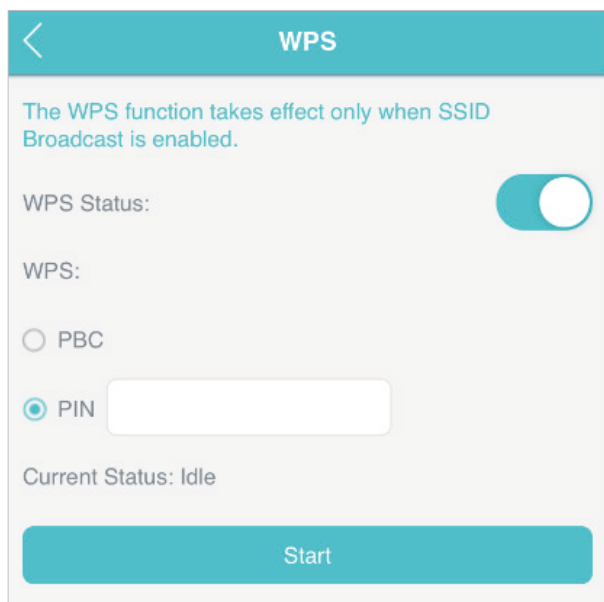 WPS
The WPS function takes effect only when SSID
Broadcast is enabled.
WPS Status:
WPS:
PBC
PIN
Current Status: Idle
Start